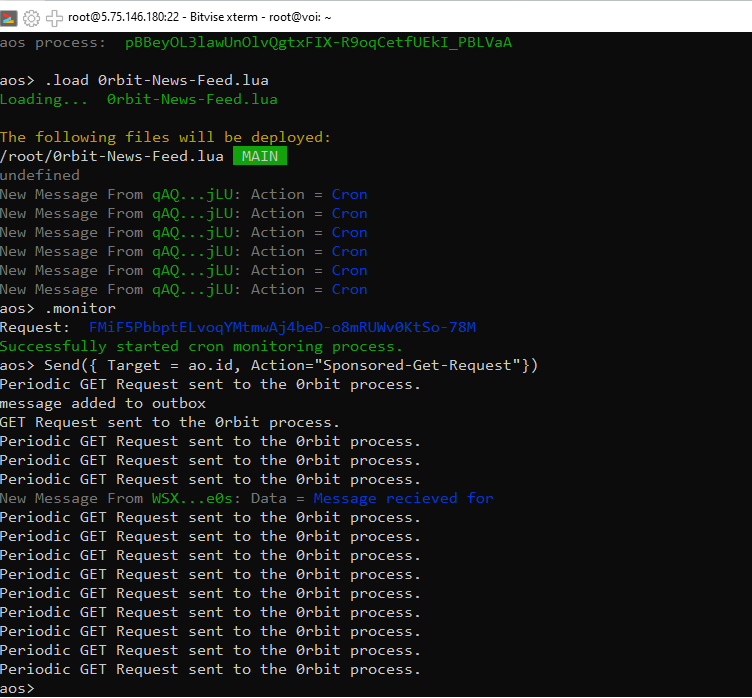 root@5.75.146.180:22 - Bitvise xterm - root@voi: ~
aos process:  pBBeyOL3lawUnOlvQgtxFIX-R9oqCetfUEkI_PBLVaA
aos> .load 0rbit-News-Feed.lua
Loading...  0rbit-News-Feed.lua
The following files will be deployed:
/root/0rbit-News-Feed.lua MAIN
undefined
New Message From qAQ...jLU: Action = Cron
New Message From qAQ...jLU: Action = Cron
New Message From qAQ...jLU: Action = Cron
New Message From qAQ...jLU: Action = Cron
New Message From qAQ...jLU: Action = Cron
New Message From qAQ...jLU: Action = Cron
aos> .monitor
Request:  FMiF5PbbptELvoqYMtmwAj4beD-o8mRUWv0KtSo-78M
Successfully started cron monitoring process.
aos> Send({ Target = ao.id, Action="Sponsored-Get-Request"})
Periodic GET Request sent to the 0rbit process.
message added to outbox
GET Request sent to the 0rbit process.
Periodic GET Request sent to the 0rbit process.
Periodic GET Request sent to the 0rbit process.
Periodic GET Request sent to the 0rbit process.
New Message From WSX...e0s: Data = Message recieved for
Periodic GET Request sent to the 0rbit process.
Periodic GET Request sent to the 0rbit process.
Periodic GET Request sent to the 0rbit process.
Periodic GET Request sent to the 0rbit process.
Periodic GET Request sent to the 0rbit process.
Periodic GET Request sent to the 0rbit process.
Periodic GET Request sent to the 0rbit process.
Periodic GET Request sent to the 0rbit process.
Periodic GET Request sent to the 0rbit process.
aos>